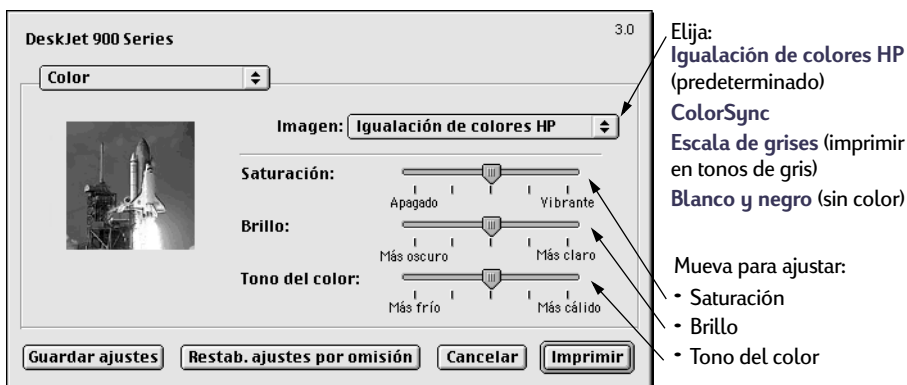 DeskJet 900 Series
3.0
Color
Imagen: Igualación de colores HP
Saturación:
Apagado Vibrante
Brillo:
Más oscuro Más claro
Tono del color:
Más frío Más cálido
Guardar ajustes Restab. ajustes por omisión Cancelar Imprimir
Elija:
Igualación de colores HP
(predeterminado)
ColorSync
Escala de grises (imprimir
en tonos de gris)
Blanco y negro (sin color)
Mueva para ajustar:
• Saturación
• Brillo
• Tono del color